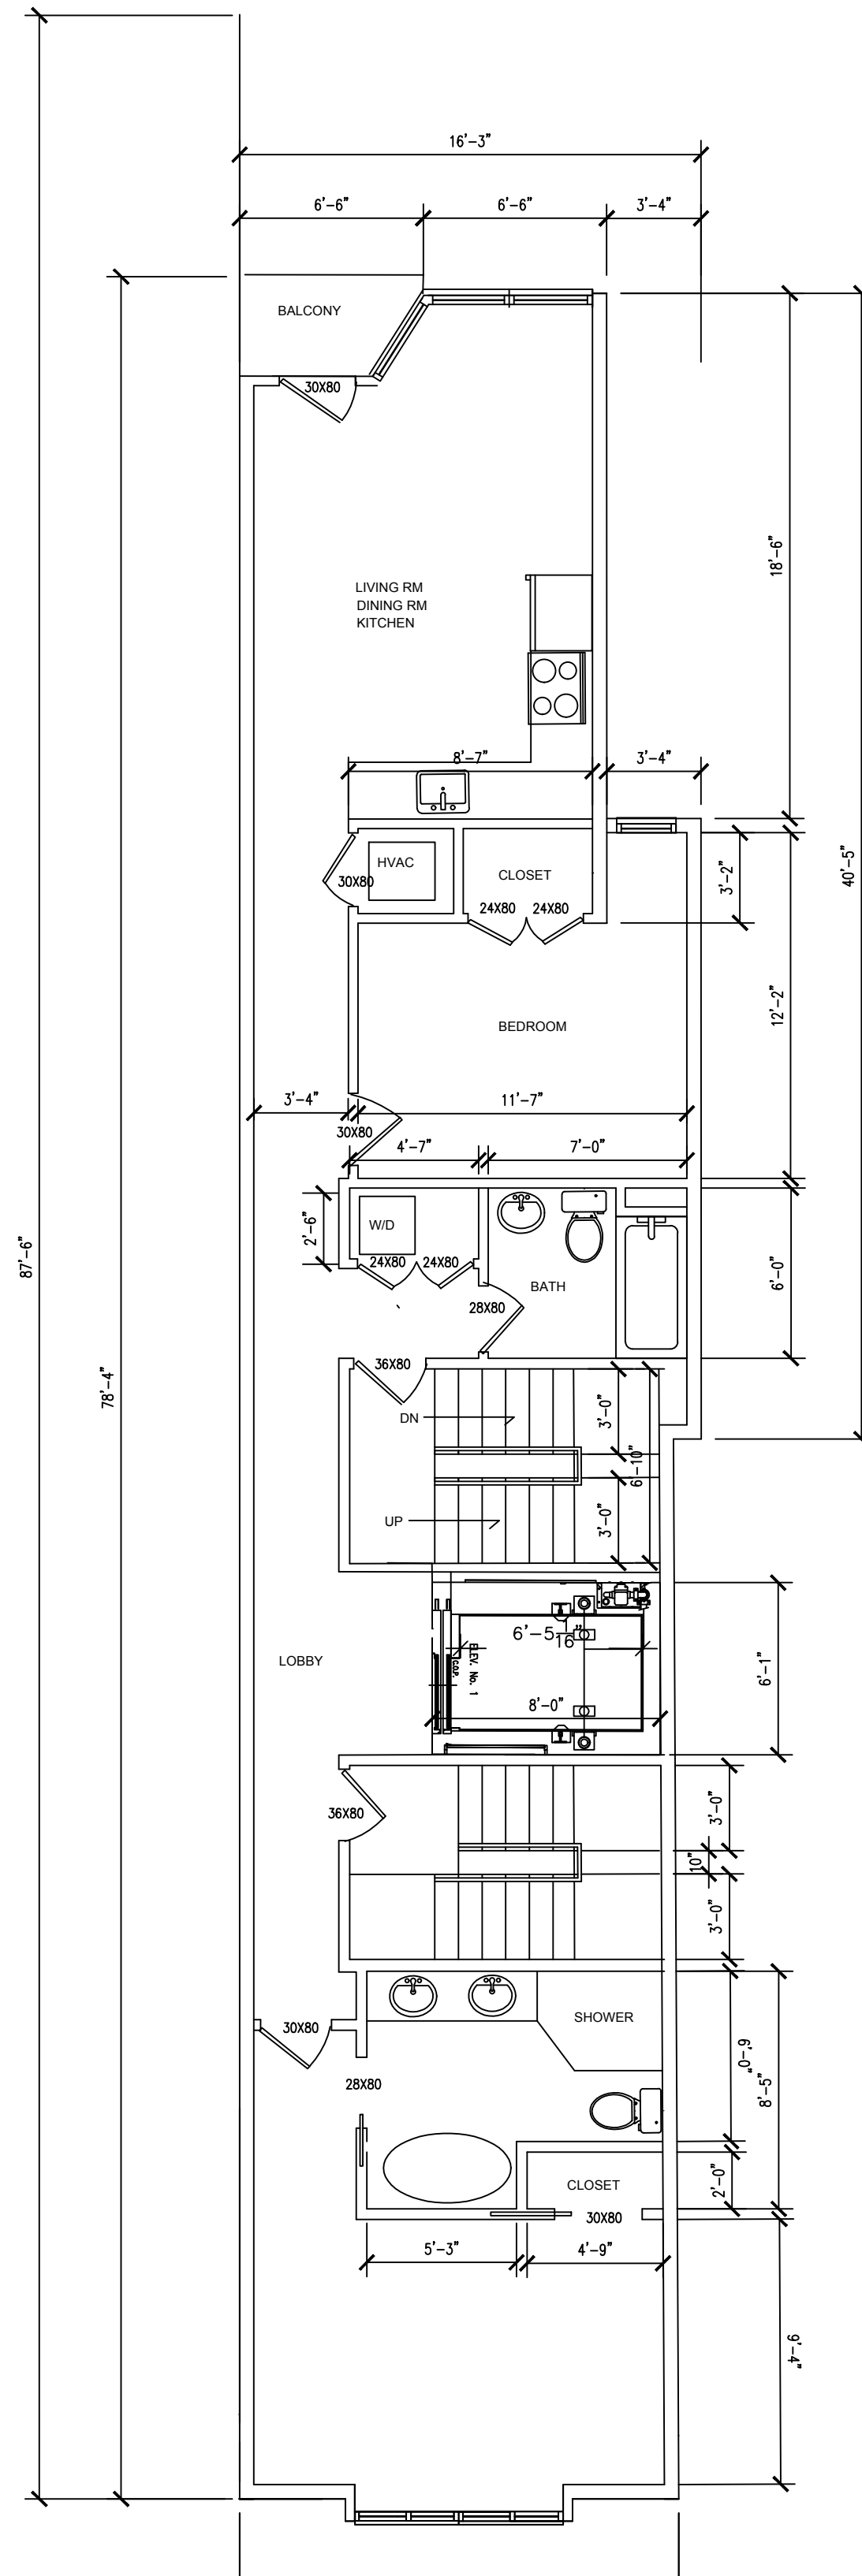 16'-3"
6'-6"
6'-6"
3'-4"
BALCONY
30X80
18'-6"
LIVING RM
DINING RM
KITCHEN
8'-7"
3'-4"
HVAC
30X80
CLOSET
24X80
24X80
3'-2"
40'-5"
BEDROOM
12'-2"
3'-4"
11'-7"
30X80
4'-7"
7'-0"
W/D
2'-6"
24X80
24X80
BATH
28X80
6'-0"
87'-6"
78'-4"
36X80
DN
3'-0"
6'-10"
UP
3'-0"
LOBBY
6'-5
16"
ELEV. No. 1
C.O.P.
8'-0"
6'-1"
36X80
3'-0"
10"
3'-0"
30X80
SHOWER
28X80
6'-0"
8'-5"
CLOSET
2'-0"
30X80
5'-3"
4'-9"
9'-4"